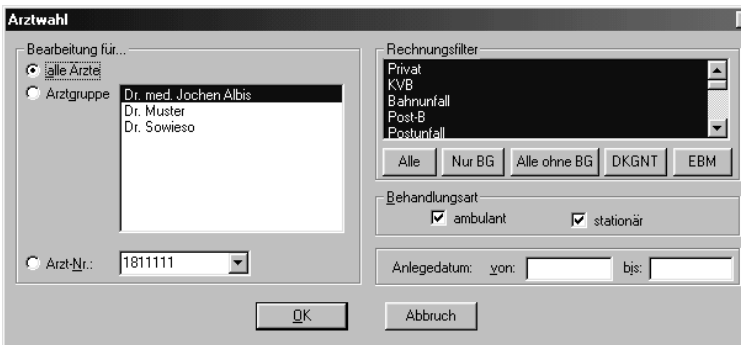 Arztwahl
Bearbeitung für...
alle Ärzte
Arztgruppe
Dr. med. Jochen Albis
Dr. Muster
Dr. Sowieso
Arzt-Nr.:
1811111
Rechnungsfilter
Privat
KVB
Bahnunfall
Post-B
Postunfall
Alle
Nur BG
Alle ohne BG
DKGNT
EBM
Behandlungsart
ambulant
stationär
Anlegedatum: von: bis:
OK
Abbruch